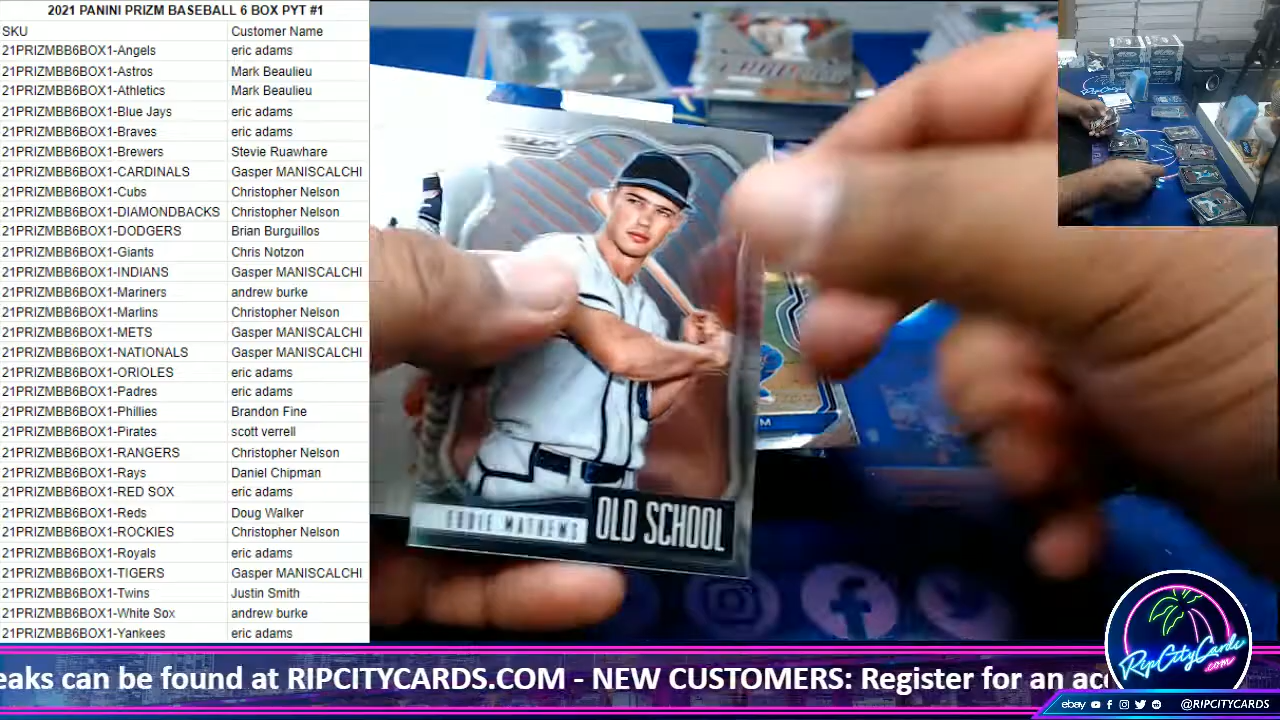 2021 PANINI PRIZM BASEBALL 6 BOX PYT #1
SKU Customer Name
21PRIZMBB6BOX1-Angels eric adams
21PRIZMBB6BOX1-Astros Mark Beaulieu
21PRIZMBB6BOX1-Athletics Mark Beaulieu
21PRIZMBB6BOX1-Blue Jays eric adams
21PRIZMBB6BOX1-Braves eric adams
21PRIZMBB6BOX1-Brewers Stevie Ruawhare
21PRIZMBB6BOX1-CARDINALS Gasper MANISCALCHI
21PRIZMBB6BOX1-Cubs Christopher Nelson
21PRIZMBB6BOX1-DIAMONDBACKS Christopher Nelson
21PRIZMBB6BOX1-DODGERS Brian Burguillos
21PRIZMBB6BOX1-Giants Chris Notzon
21PRIZMBB6BOX1-INDIANS Gasper MANISCALCHI
21PRIZMBB6BOX1-Mariners andrew burke
21PRIZMBB6BOX1-Marlins Christopher Nelson
21PRIZMBB6BOX1-METS Gasper MANISCALCHI
21PRIZMBB6BOX1-NATIONALS Gasper MANISCALCHI
21PRIZMBB6BOX1-ORIOLES eric adams
21PRIZMBB6BOX1-Padres eric adams
21PRIZMBB6BOX1-Phillies Brandon Fine
21PRIZMBB6BOX1-Pirates scott verrell
21PRIZMBB6BOX1-RANGERS Christopher Nelson
21PRIZMBB6BOX1-Rays Daniel Chipman
21PRIZMBB6BOX1-RED SOX eric adams
21PRIZMBB6BOX1-Reds Doug Walker
21PRIZMBB6BOX1-ROCKIES Christopher Nelson
21PRIZMBB6BOX1-Royals eric adams
21PRIZMBB6BOX1-TIGERS Gasper MANISCALCHI
21PRIZMBB6BOX1-Twins Justin Smith
21PRIZMBB6BOX1-White Sox andrew burke
21PRIZMBB6BOX1-Yankees eric adams
EDDIE MATHEWS OLD SCHOOL
eaks can be found at RIPCITYCARDS.COM - NEW CUSTOMERS: Register for an acc
RipCityCards
.com
ebay @RIPCITYCARDS